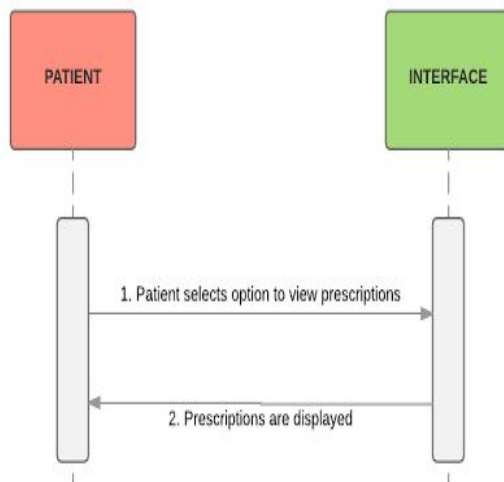 PATIENT
INTERFACE
1. Patient selects option to view prescriptions
2. Prescriptions are displayed